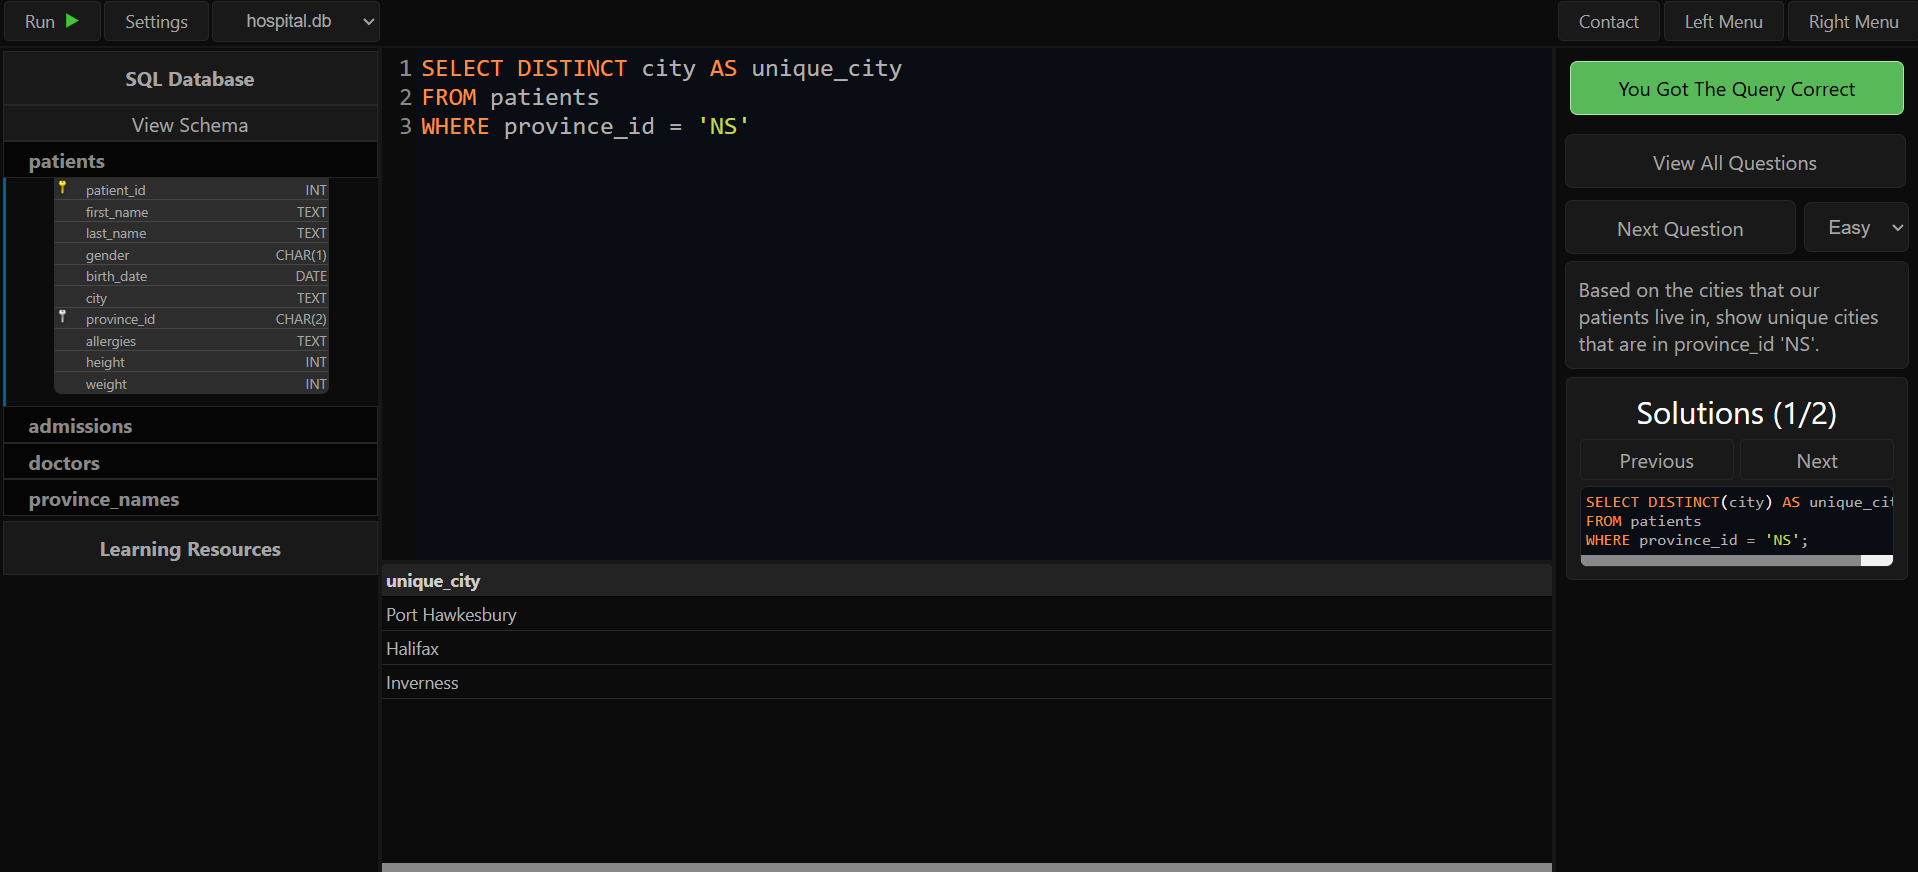 Run
Settings
hospital.db
Contact
Left Menu
Right Menu
SQL Database
View Schema
patients
patient_id INT
first_name TEXT
last_name TEXT
gender CHAR(1)
birth_date DATE
city TEXT
province_id CHAR(2)
allergies TEXT
height INT
weight INT
admissions
doctors
province_names
Learning Resources
1 SELECT DISTINCT city AS unique_city
2 FROM patients
3 WHERE province_id = 'NS'
unique_city
Port Hawkesbury
Halifax
Inverness
You Got The Query Correct
View All Questions
Next Question
Easy
Based on the cities that our
patients live in, show unique cities
that are in province_id 'NS'.
Solutions (1/2)
Previous
Next
SELECT DISTINCT(city) AS unique_cit
FROM patients
WHERE province_id = 'NS';